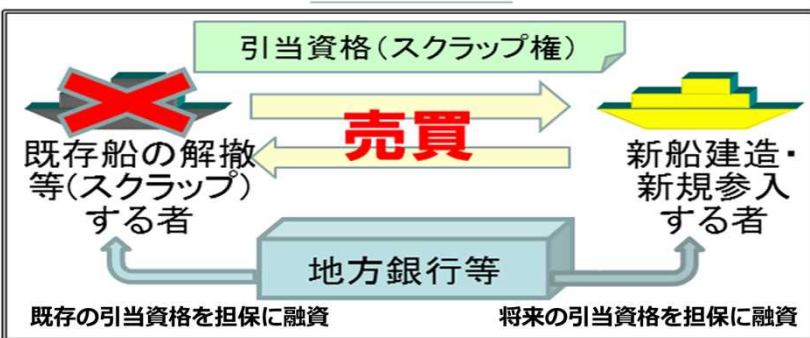 引当資格(スクラップ権)
売買
既存船の解撤
等(スクラップ)
する者
新船建造・
新規参入
する者
地方銀行等
既存の引当資格を担保に融資
将来の引当資格を担保に融資